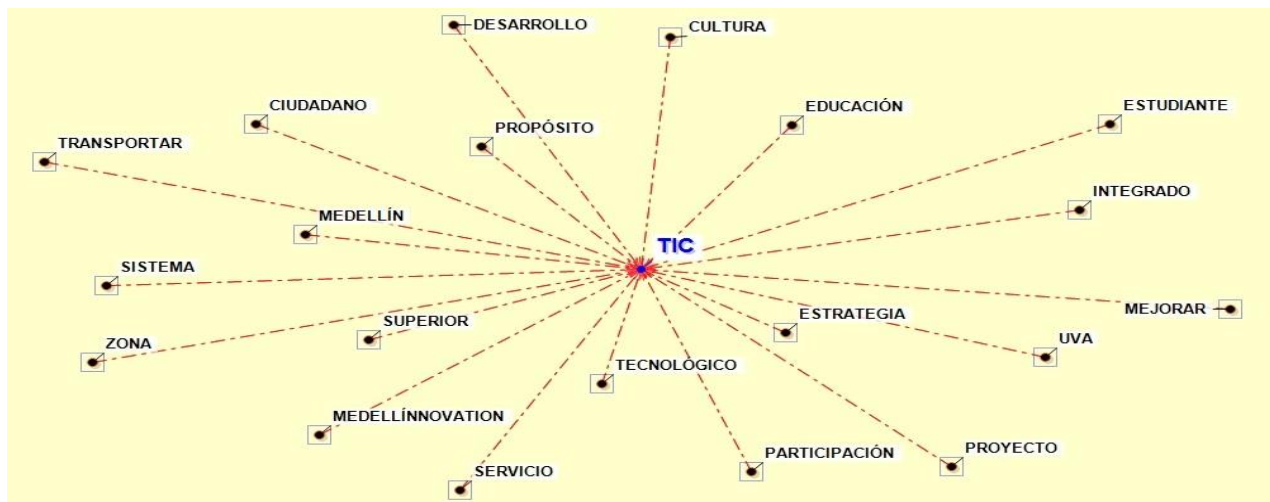 DESARROLLO
CULTURA
CIUDADANO
EDUCACIÓN
ESTUDIANTE
PROPÓSITO
TRANSPORTAR
INTEGRADO
MEDELLÍN
TIC
SISTEMA
MEJORAR
SUPERIOR
ESTRATEGIA
ZONA
UVA
TECNOLÓGICO
MEDELLÍNNOVATION
PARTICIPACIÓN
PROYECTO
SERVICIO